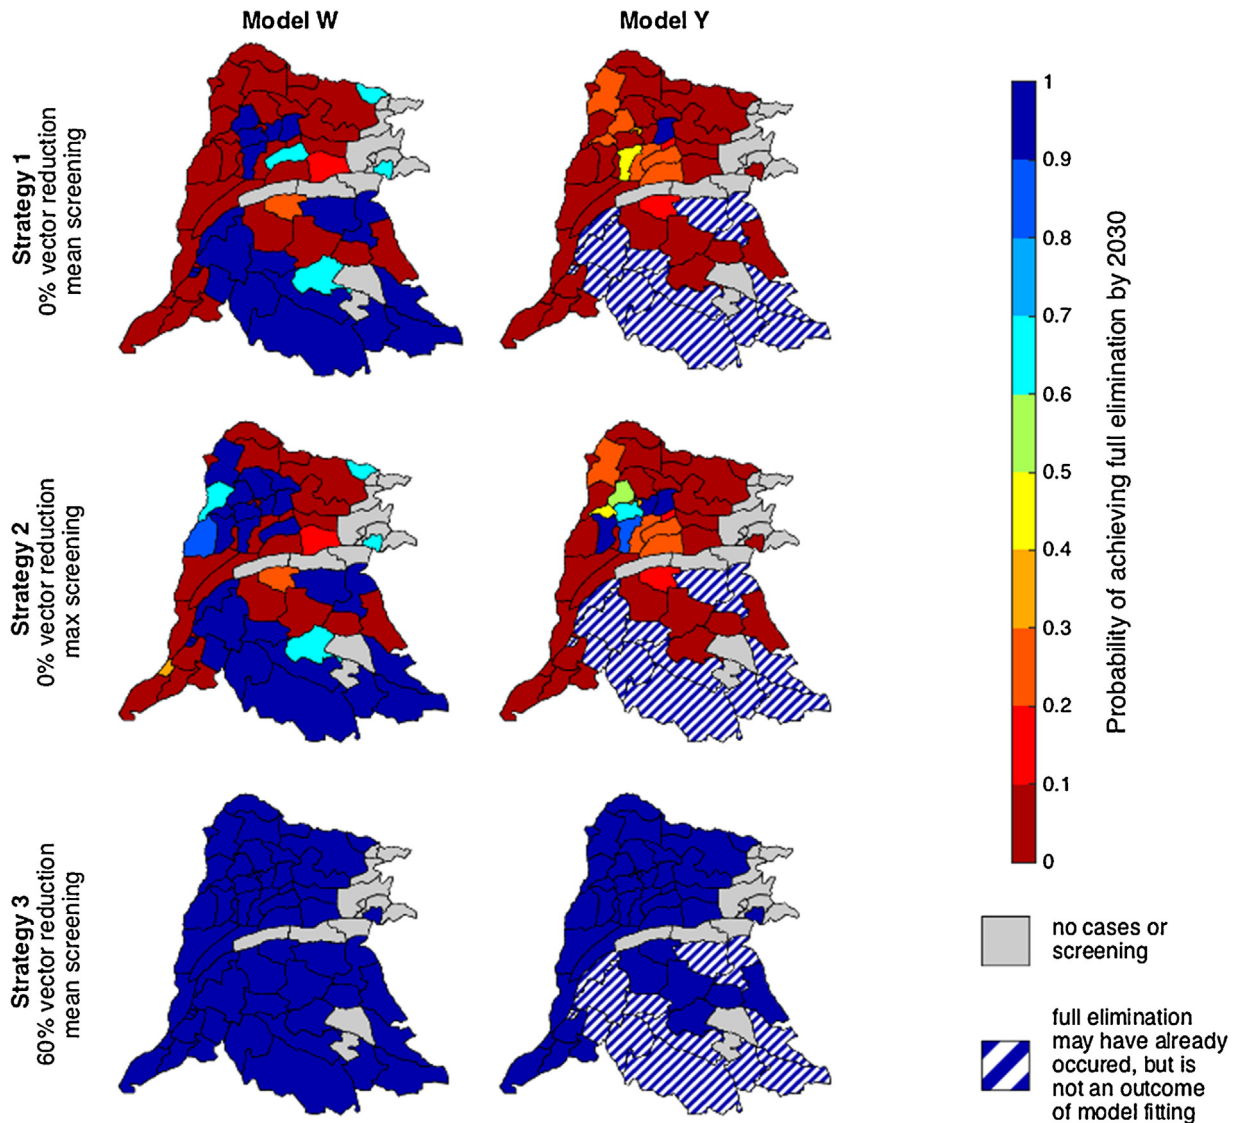 Model W
Model Y
Strategy 1
0% vector reduction
mean screening
Strategy 2
0% vector reduction
max screening
Strategy 3
60% vector reduction
mean screening
1
0.9
0.8
0.7
0.6
0.5
0.4
0.3
0.2
0.1
0
Probability of achieving full elimination by 2030
no cases or
screening
full elimination
may have already
occured, but is
not an outcome
of model fitting